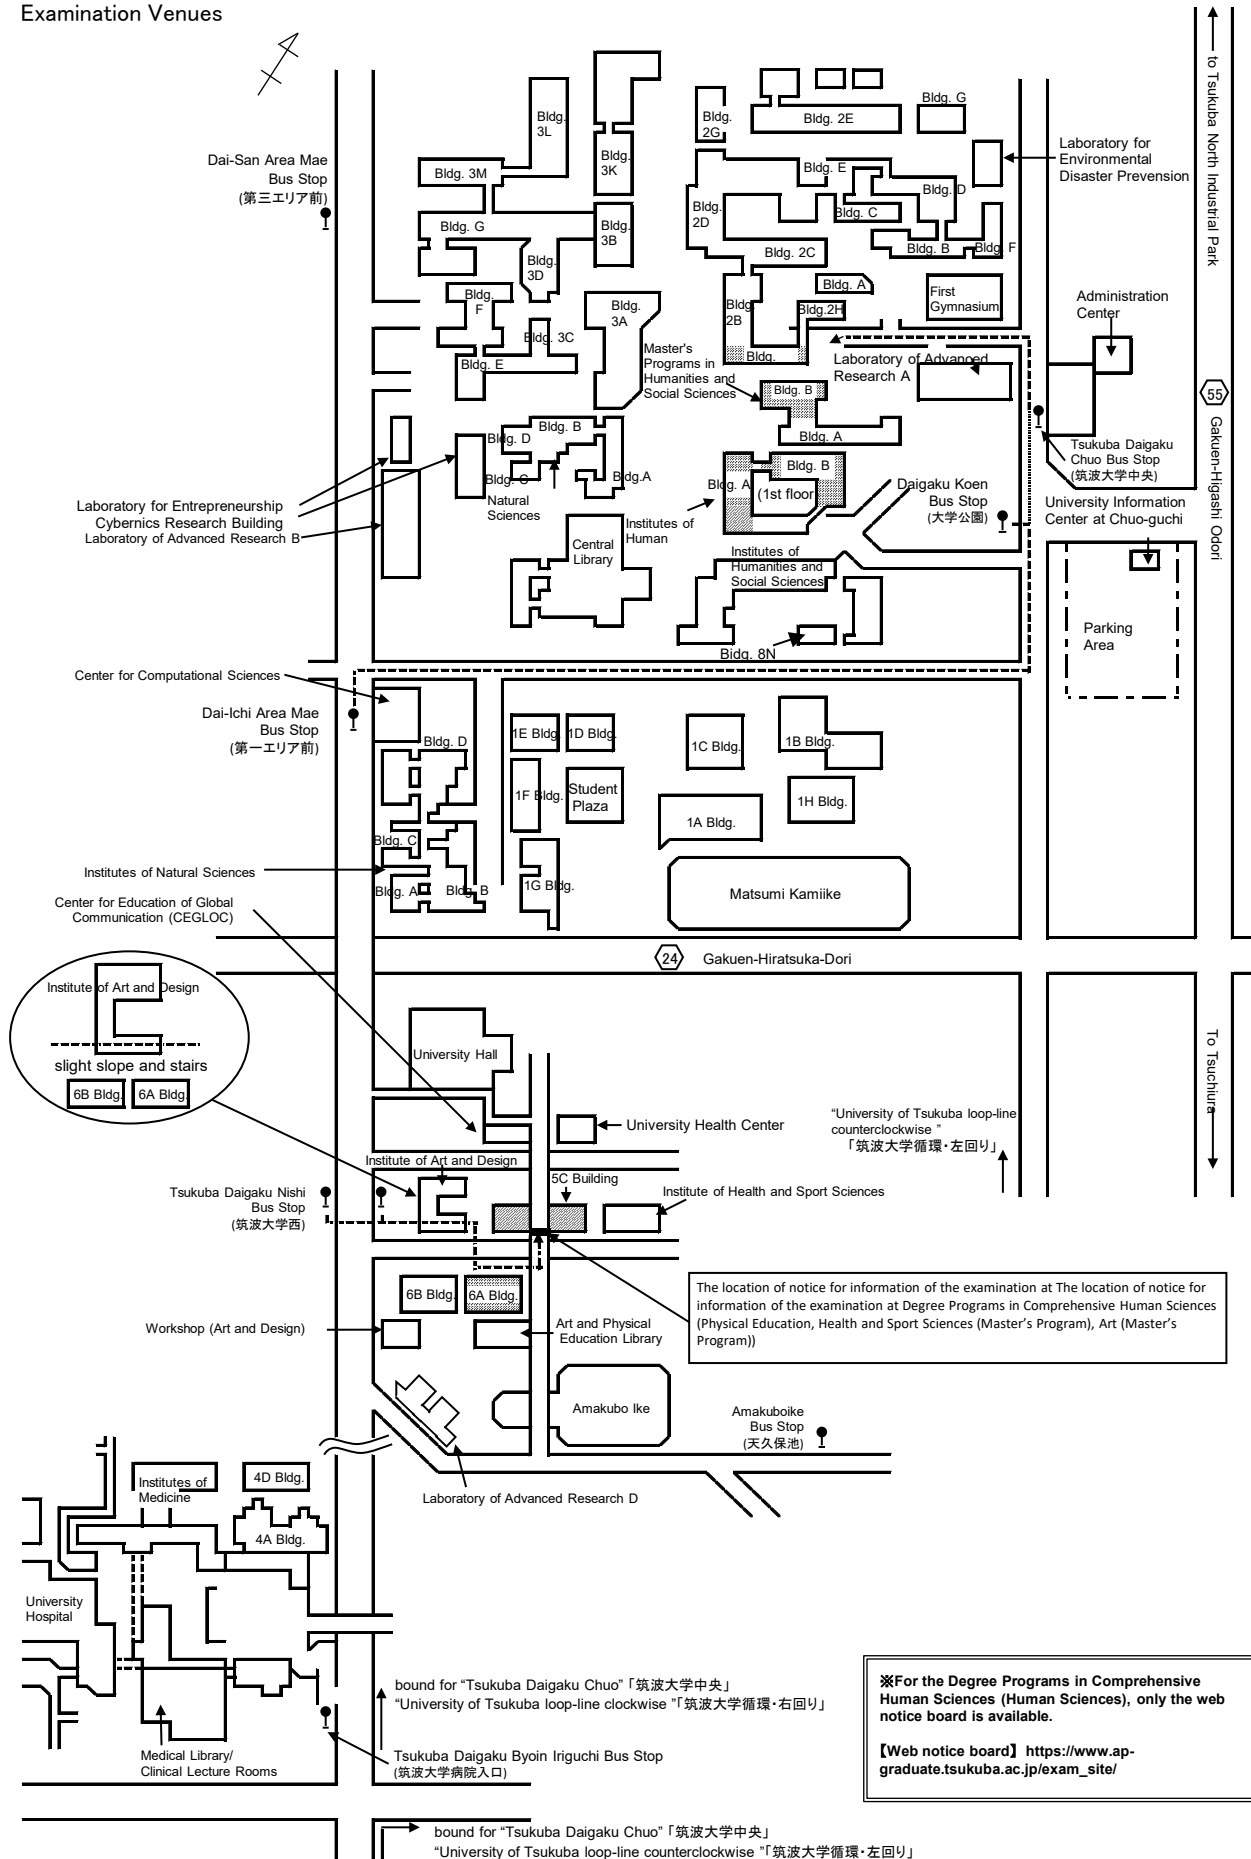 Examination Venues
to Tsukuba North Industrial Park
Bldg.
3L
Bldg.
3K
Bldg.
2G
Bldg. 2E
Bldg. G
Laboratory for
Environmental
Disaster Prevension
Dai-San Area Mae
Bus Stop
(第三エリア前)
Bldg. 3M
Bldg. E
Bldg. D
Bldg.
2D
Bldg. C
Bldg. G
Bldg.
3B
Bldg. 2C
Bldg. B
Bldg. F
Bldg.
3D
Bldg. A
Bldg.
F
Bldg.
3A
Bldg.
2B
Bldg.2H
First
Gymnasium
Administration
Center
Bldg. 3C
Bldg. E
Master's
Programs in
Humanities and
Social Sciences
Bldg.
Laboratory of Advanced
Research A
55
Gakuen-Higashi Odori
Bldg. B
Bldg. A
Bldg. B
Bldg. D
Bldg. C
Bldg.A
Natural
Sciences
Tsukuba Daigaku
Chuo Bus Stop
(筑波大学中央)
Bldg. B
Bldg. A
(1st floor
Daigaku Koen
Bus Stop
(大学公園)
Laboratory for Entrepreneurship
Cybernics Research Building
Laboratory of Advanced Research B
Institutes of
Human
Central
Library
University Information
Center at Chuo-guchi
Institutes of
Humanities and
Social Sciences
Bldg. 8N
Parking
Area
Center for Computational Sciences
Dai-Ichi Area Mae
Bus Stop
(第一エリア前)
Bldg. D
1E Bldg.
1D Bldg.
1C Bldg.
1B Bldg.
1F Bldg.
Student
Plaza
1H Bldg.
1A Bldg.
Bldg. C
Institutes of Natural Sciences
Bldg. A
Bldg. B
1G Bldg.
Matsumi Kamiike
Center for Education of Global
Communication (CEGLOC)
24
Gakuen-Hiratsuka-Dori
Institute of Art and Design
slight slope and stairs
6B Bldg.
6A Bldg.
University Hall
To Tsuchiura
University Health Center
“University of Tsukuba loop-line
counterclockwise ”
「筑波大学循環・左回り」
Institute of Art and Design
5C Building
Institute of Health and Sport Sciences
Tsukuba Daigaku Nishi
Bus Stop
(筑波大学西)
6B Bldg.
6A Bldg.
The location of notice for information of the examination at The location of notice for
information of the examination at Degree Programs in Comprehensive Human Sciences
(Physical Education, Health and Sport Sciences (Master’s Program), Art (Master’s
Program))
Workshop (Art and Design)
Art and Physical
Education Library
Amakubo Ike
Amakuboike
Bus Stop
(天久保池)
Laboratory of Advanced Research D
Institutes of
Medicine
4D Bldg.
4A Bldg.
University
Hospital
bound for “Tsukuba Daigaku Chuo” 「筑波大学中央」
“University of Tsukuba loop-line clockwise ”「筑波大学循環・右回り」
※For the Degree Programs in Comprehensive
Human Sciences (Human Sciences), only the web
notice board is available.
【Web notice board】 https://www.ap-
graduate.tsukuba.ac.jp/exam_site/
Medical Library/
Clinical Lecture Rooms
Tsukuba Daigaku Byoin Iriguchi Bus Stop
(筑波大学病院入口)
bound for “Tsukuba Daigaku Chuo” 「筑波大学中央」
“University of Tsukuba loop-line counterclockwise ”「筑波大学循環・左回り」